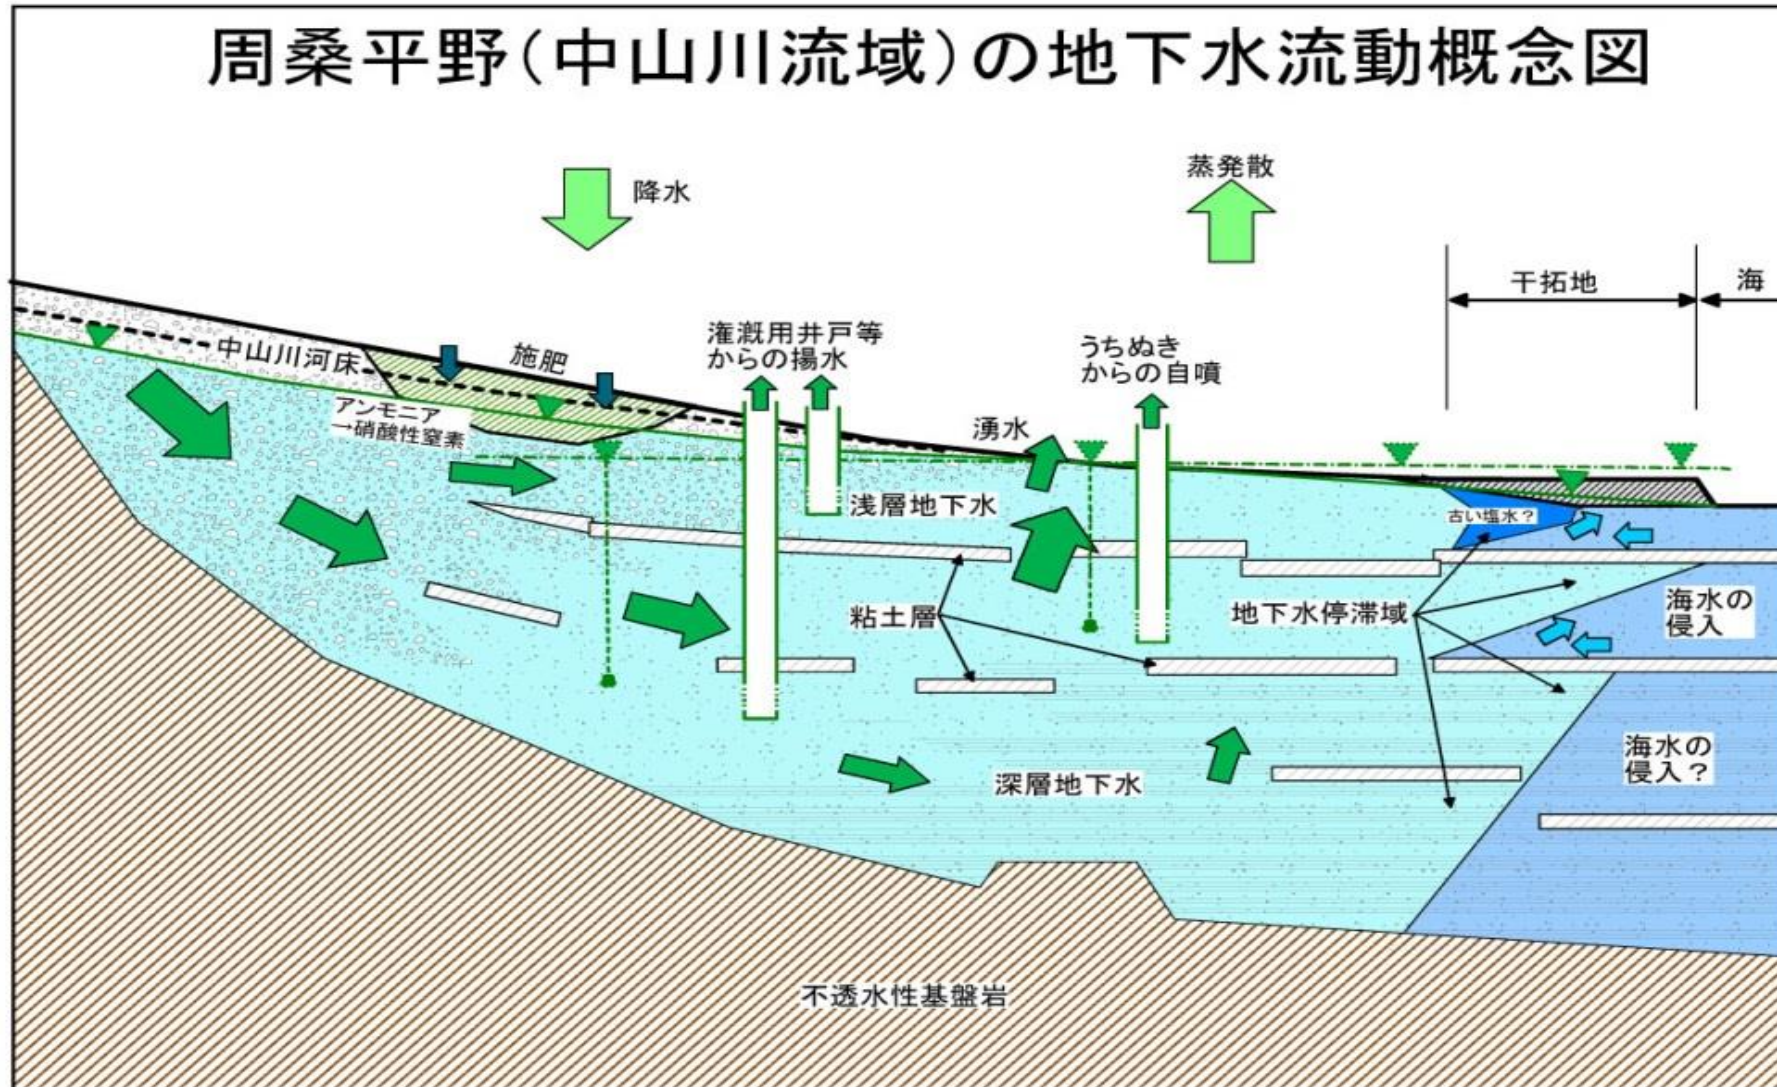 周桑平野(中山川流域)の地下水流動概念図
降水
蒸発散
干拓地
海
中山川河床
施肥
灌漑用井戸等
からの揚水
うちぬき
からの自噴
アンモニア
→硝酸性窒素
湧水
浅層地下水
古い塩水?
粘土層
地下水停滞域
海水の
侵入
海水の
侵入?
深層地下水
不透水性基盤岩